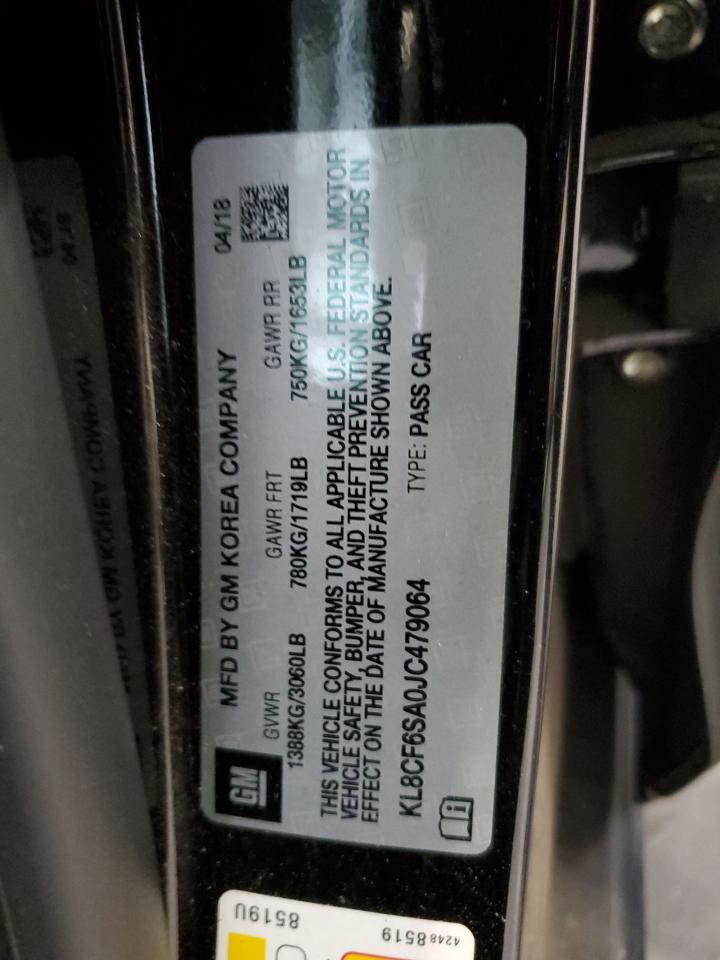 GM
MFD BY GM KOREA COMPANY 04/18
GVWR GAWR FRT GAWR RR
1388KG/3060LB 780KG/1719LB 750KG/1653LB
THIS VEHICLE CONFORMS TO ALL APPLICABLE U.S. FEDERAL MOTOR
VEHICLE SAFETY, BUMPER, AND THEFT PREVENTION STANDARDS IN
EFFECT ON THE DATE OF MANUFACTURE SHOWN ABOVE.
KL8CF6SA0JC479064 TYPE: PASS CAR
8519U
42488519